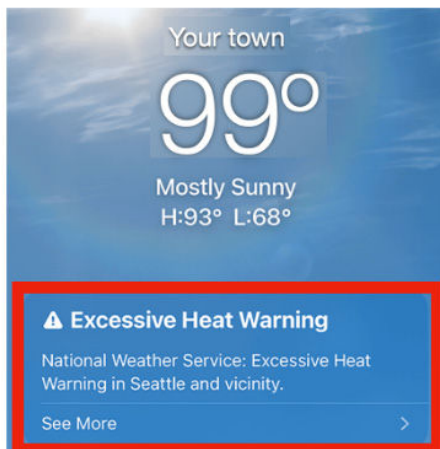 Your town
99°
Mostly Sunny
H:93° L:68°
Excessive Heat Warning
National Weather Service: Excessive Heat
Warning in Seattle and vicinity.
See More